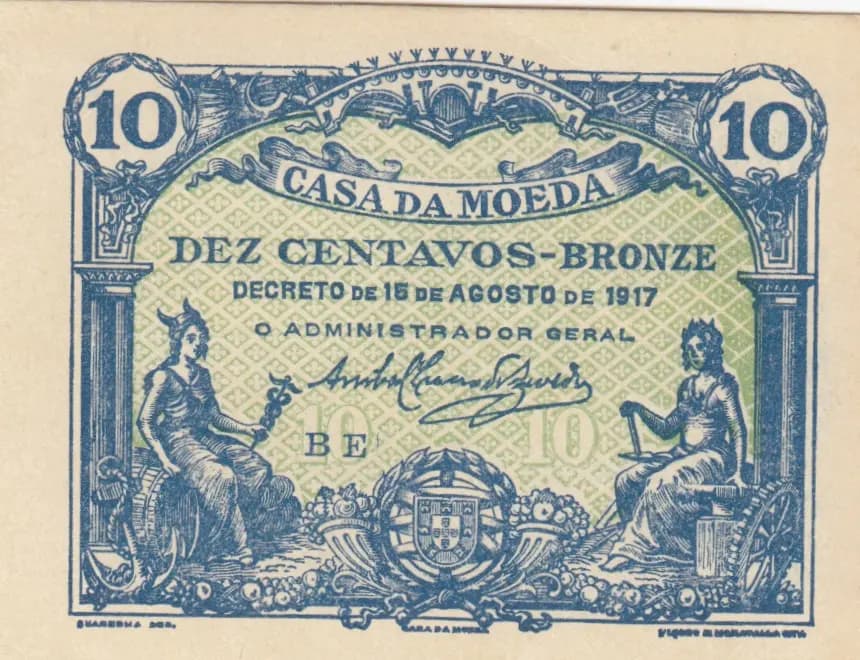 10 10
CASA DA MOEDA
DEZ CENTAVOS-BRONZE
DECRETO DE 15 DE AGOSTO DE 1917
O ADMINISTRADOR GERAL
10 10
BE
CASA DA MOEDA